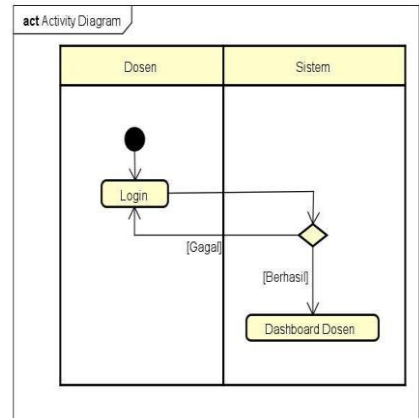 act Activity Diagram
Dosen
Sistem
Login
[Gagal]
[Berhasil]
Dashboard Dosen